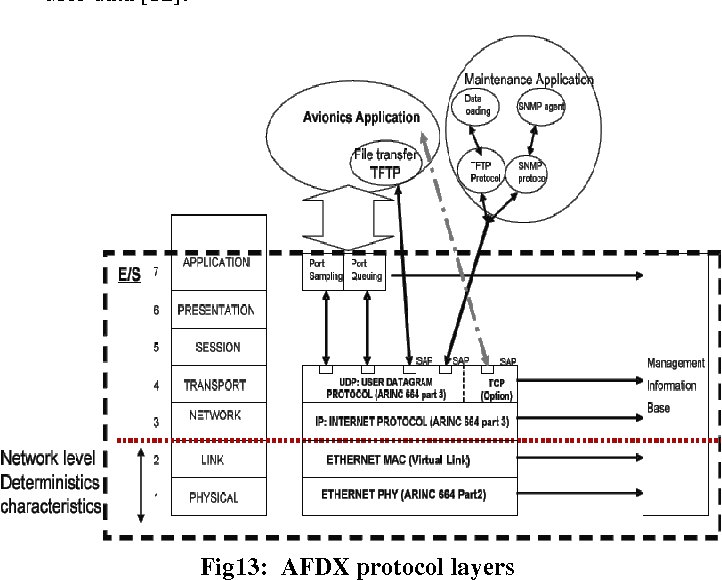 Maintenance Application
Data
loading
SNMP agent
Avionics Application
File transfer
TFTP
TFTP
Protocol
SNMP
protocol
E/S
7
APPLICATION
Port
Sampling
Port
Queuing
6
PRESENTATION
5
SESSION
SAP
SAP
SAP
4
TRANSPORT
UDP: USER DATAGRAM
PROTOCOL (ARINC 664 part 3)
TCP
(Option)
Management
Information
Base
3
NETWORK
IP: INTERNET PROTOCOL (ARINC 664 part 3)
Network level
Deterministics
characteristics
2
LINK
ETHERNET MAC (Virtual Link)
1
PHYSICAL
ETHERNET PHY (ARINC 664 Part2)
Fig13: AFDX protocol layers